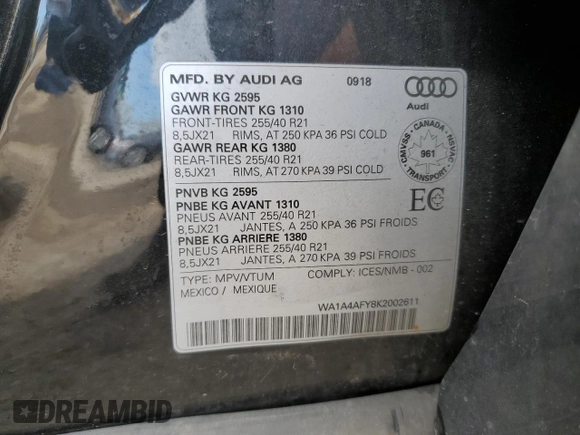 MFD. BY AUDI AG 0918
GVWR KG 2595
GAWR FRONT KG 1310
FRONT-TIRES 255/40 R21
8,5JX21 RIMS, AT 250 KPA 36 PSI COLD
GAWR REAR KG 1380
REAR-TIRES 255/40 R21
8,5JX21 RIMS, AT 270 KPA 39 PSI COLD
PNVB KG 2595
PNBE KG AVANT 1310
PNEUS AVANT 255/40 R21
8,5JX21 JANTES, A 250 KPA 36 PSI FROIDS
PNBE KG ARRIERE 1380
PNEUS ARRIERE 255/40 R21
8,5JX21 JANTES, A 270 KPA 39 PSI FROIDS
TYPE: MPV/VTUM COMPLY: ICES/NMB - 002
MEXICO / MEXIQUE
WA1A4AFY8K2002611
Audi
CMVSS - CANADA - NSVAC
961
TRANSPORT
EC
DREAMBID